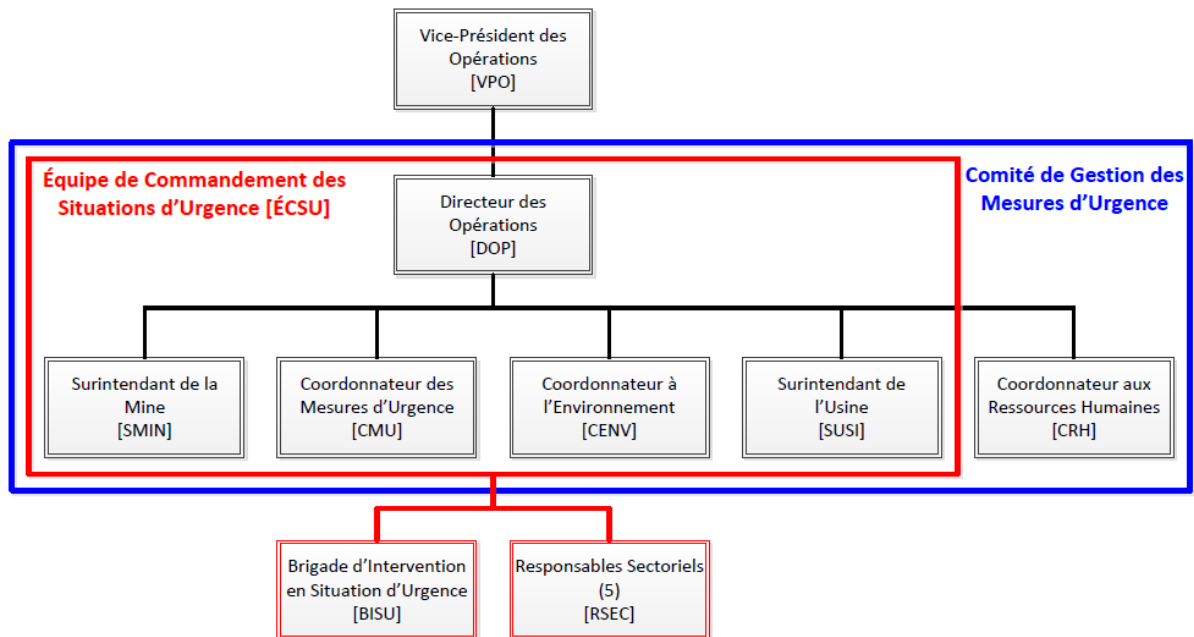 Vice-Président des
Opérations
[VPO]
Équipe de Commandement des
Situations d’Urgence [ÉCSU]
Directeur des
Opérations
[DOP]
Comité de Gestion des
Mesures d’Urgence
Surintendant de la
Mine
[SMIN]
Coordonnateur des
Mesures d’Urgence
[CMU]
Coordonnateur à
l’Environnement
[CENV]
Surintendant de
l’Usine
[SUSI]
Coordonnateur aux
Ressources Humaines
[CRH]
Brigade d’Intervention
en Situation d’Urgence
[BISU]
Responsables Sectoriels
(5)
[RSEC]